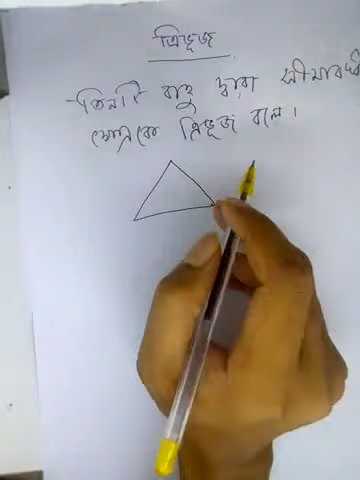 ত্রিভূজ
তিনটি বাহু দ্বারা সীমাবদ্ধ
ক্ষেত্রকে ত্রিভূজ বলে।